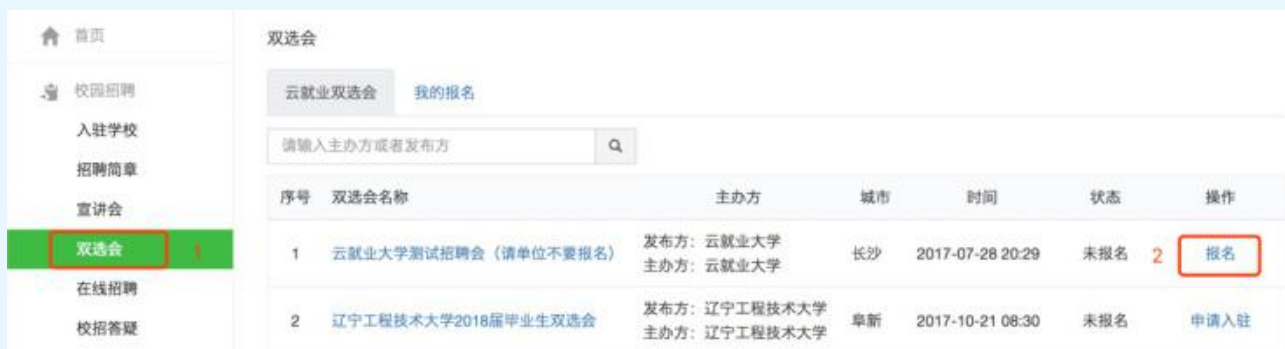 首页
双选会
校园招聘
云就业双选会 我的报名
入驻学校
请输入主办方或者发布方
招聘简章
序号 双选会名称 主办方 城市 时间 状态 操作
宣讲会
双选会 1
1 云就业大学测试招聘会（请单位不要报名） 发布方：云就业大学 长沙 2017-07-28 20:29 未报名 2 报名
主办方：云就业大学
在线招聘
2 辽宁工程技术大学2018届毕业生双选会 发布方：辽宁工程技术大学 阜新 2017-10-21 08:30 未报名 申请入驻
主办方：辽宁工程技术大学
校招答疑